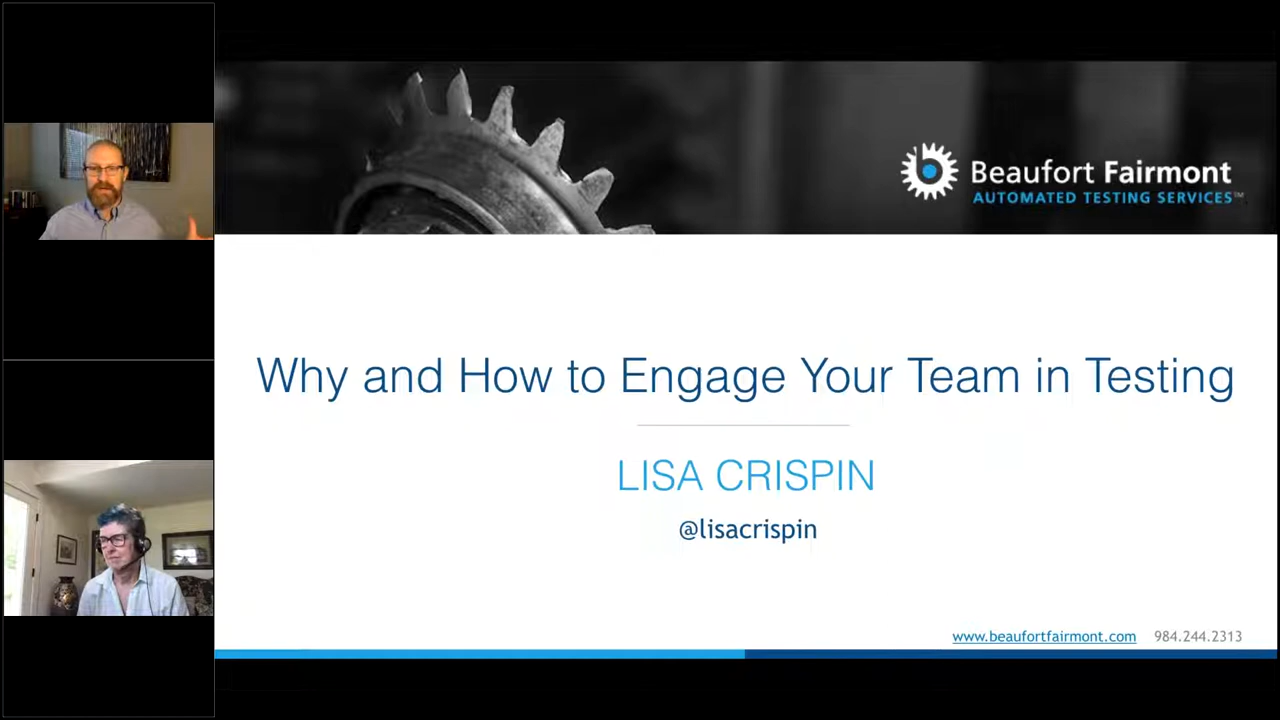 Beaufort Fairmont
AUTOMATED TESTING SERVICES™
Why and How to Engage Your Team in Testing
LISA CRISPIN
@lisacrispin
www.beaufortfairmont.com 984.244.2313